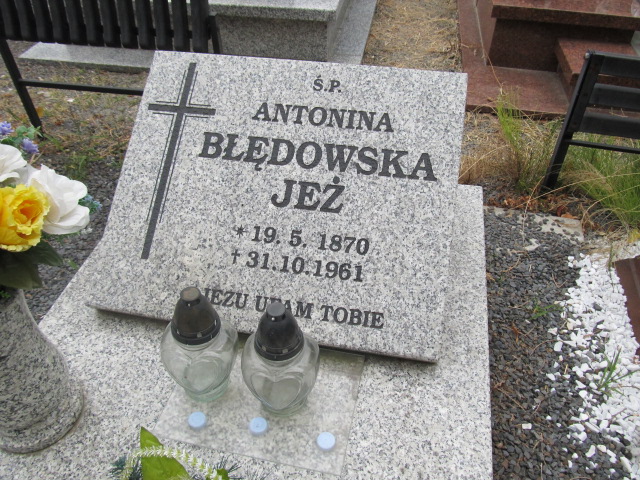 Ś.P.
ANTONINA
BŁĘDOWSKA
JEŻ
* 19. 5. 1870
† 31.10.1961
JEZU UFAM TOBIE